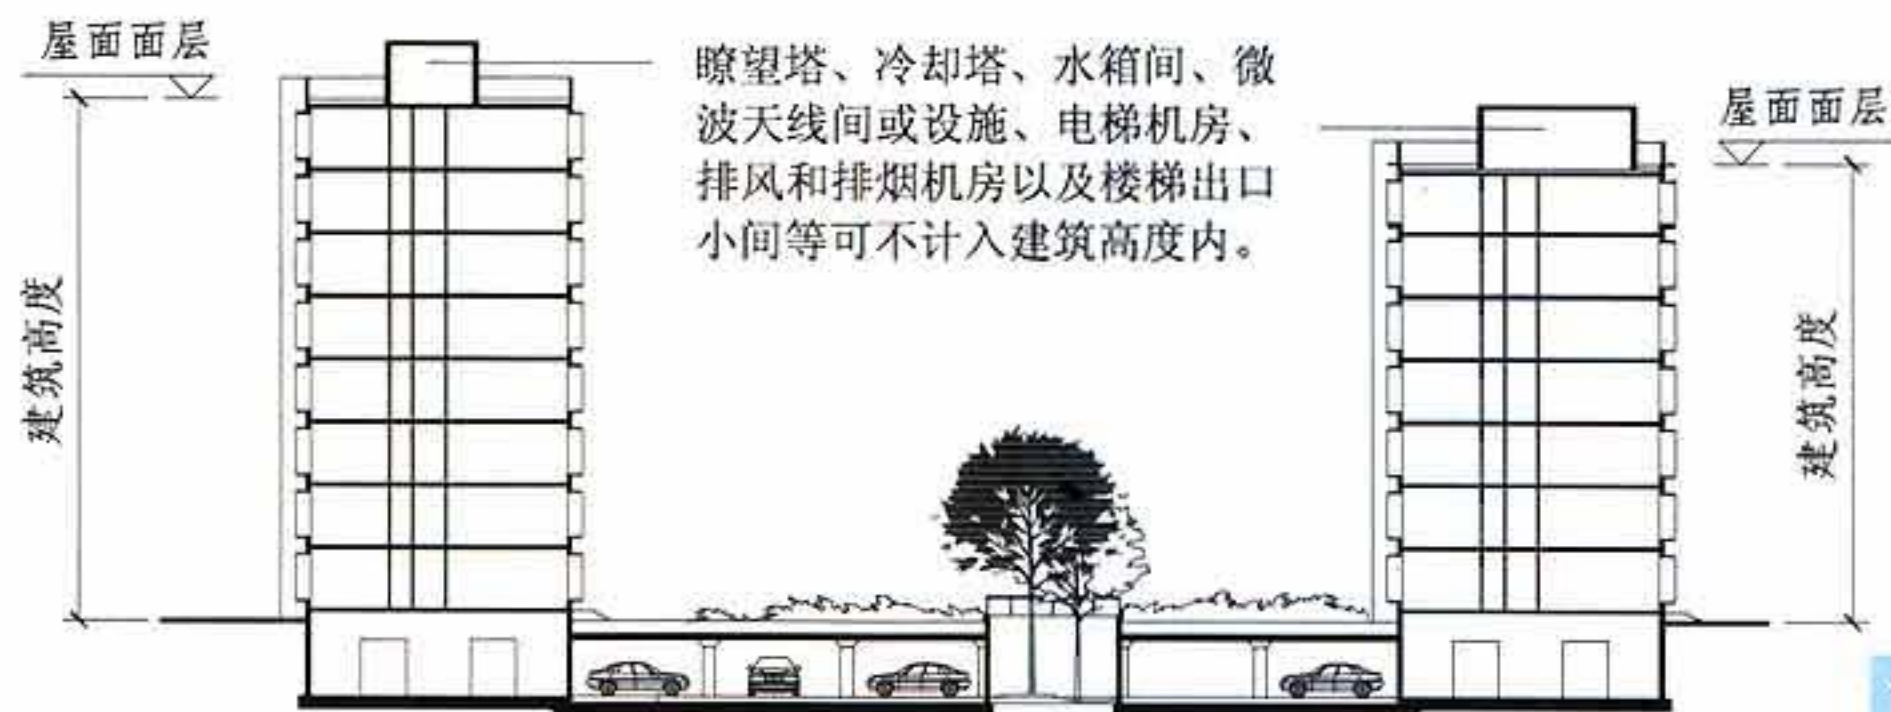 屋面面层
瞭望塔、冷却塔、水箱间、微
波天线间或设施、电梯机房、
排风和排烟机房以及楼梯出口
小间等可不计入建筑高度内。
屋面面层
建筑高度
建筑高度